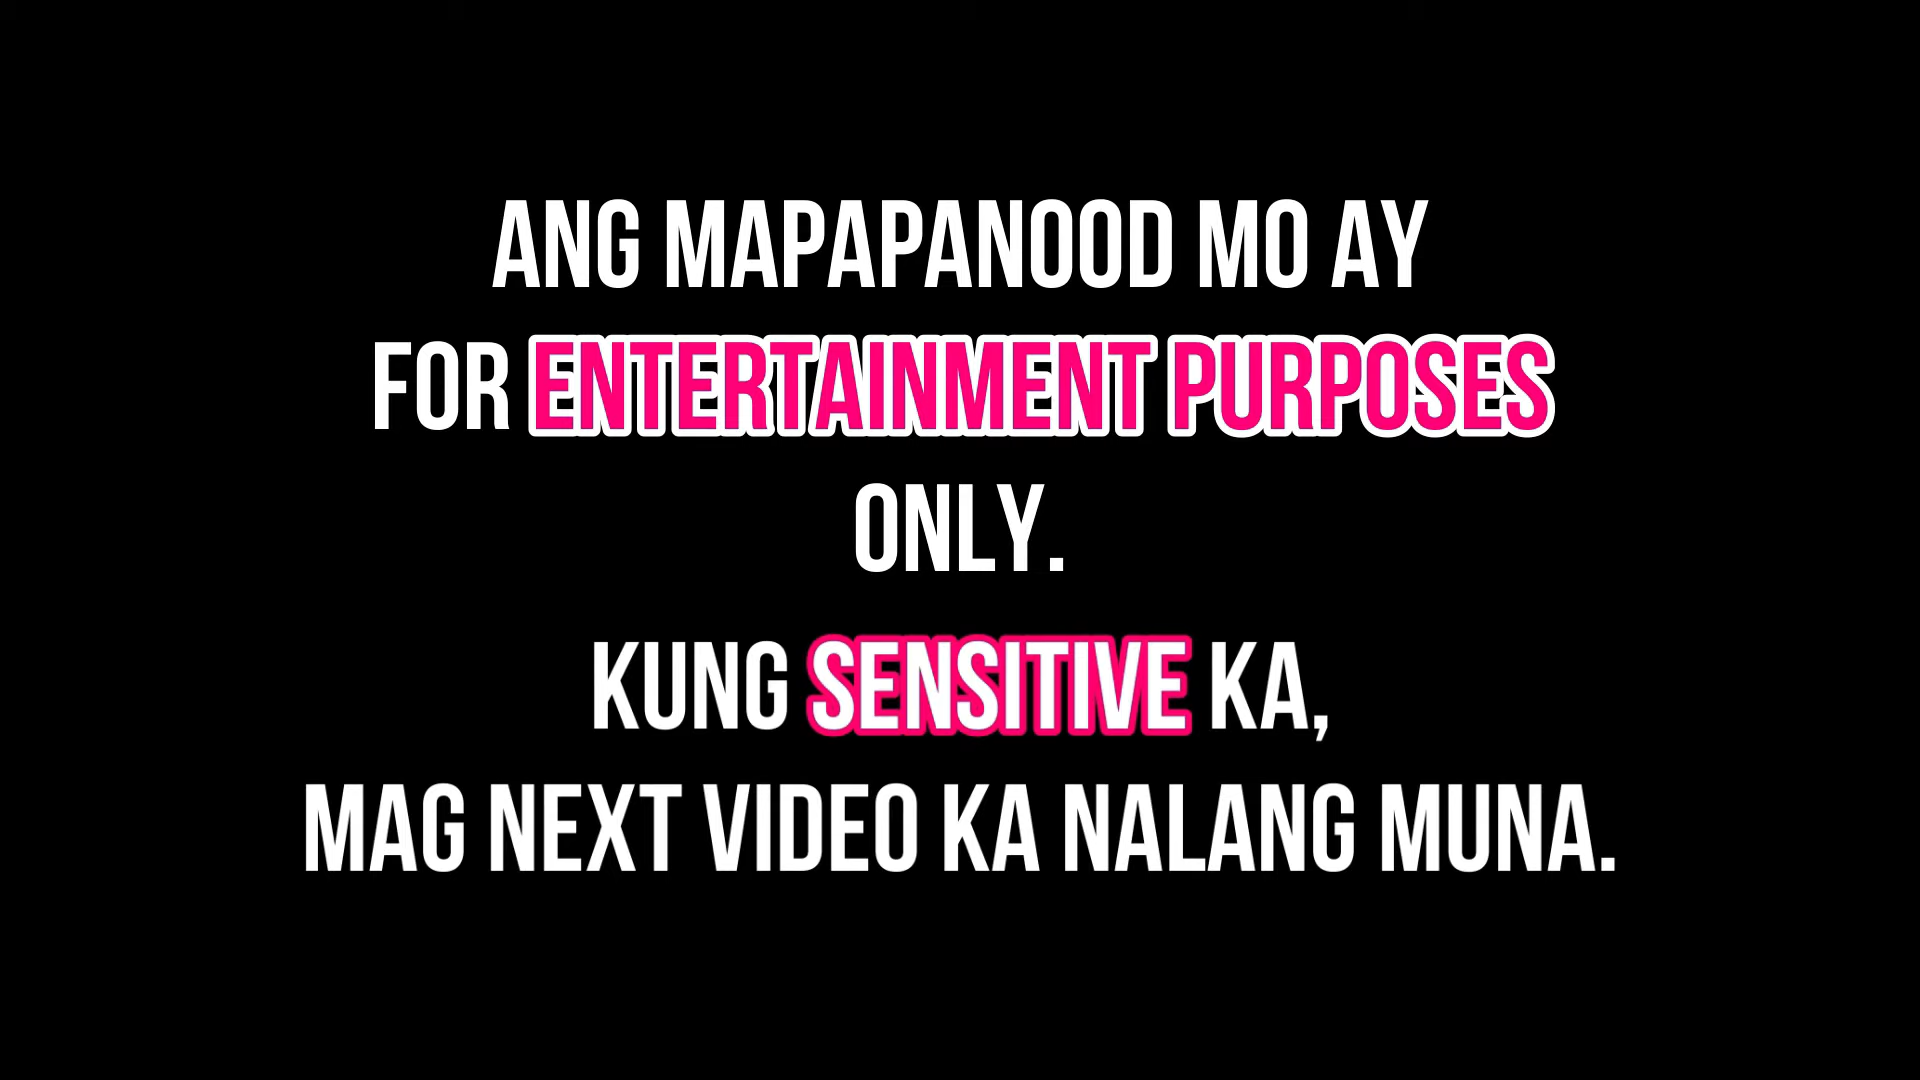 ANG MAPAPANOOD MO AY
FOR ENTERTAINMENT PURPOSES
ONLY.
KUNG SENSITIVE KA,
MAG NEXT VIDEO KA NALANG MUNA.